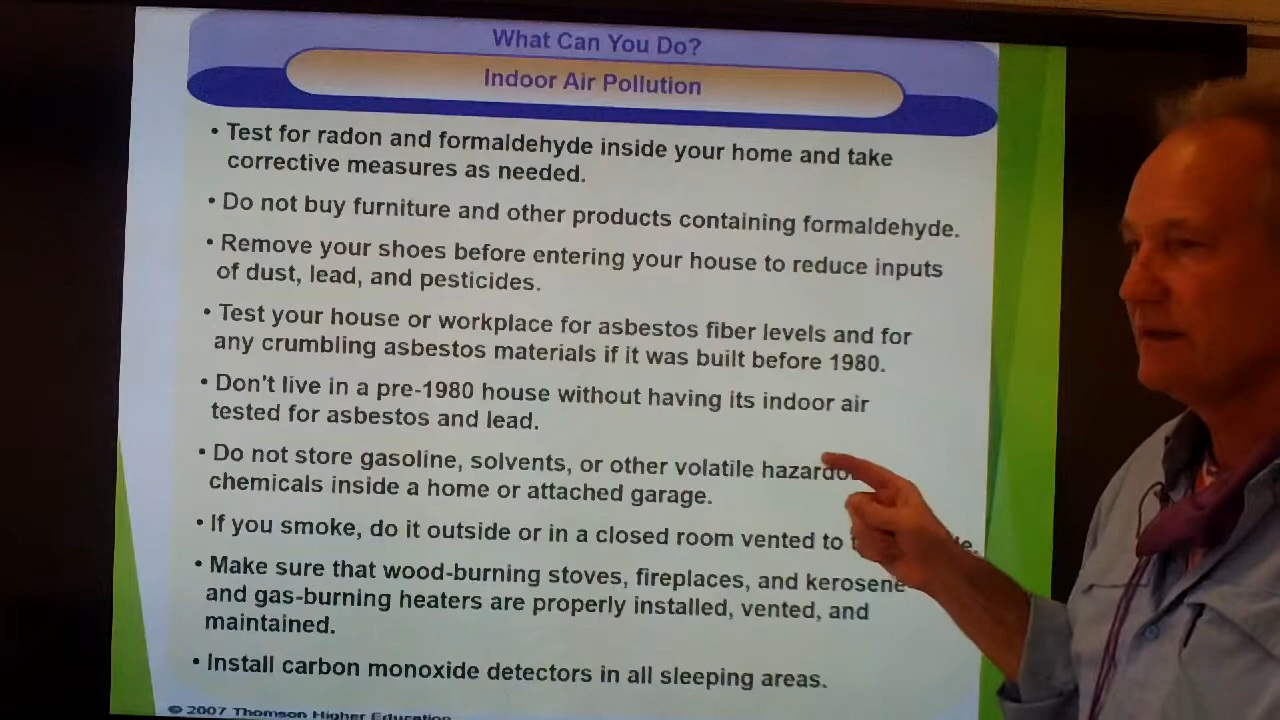 What Can You Do?
Indoor Air Pollution
• Test for radon and formaldehyde inside your home and take
corrective measures as needed.
• Do not buy furniture and other products containing formaldehyde.
• Remove your shoes before entering your house to reduce inputs
of dust, lead, and pesticides.
• Test your house or workplace for asbestos fiber levels and for
any crumbling asbestos materials if it was built before 1980.
• Don't live in a pre-1980 house without having its indoor air
tested for asbestos and lead.
• Do not store gasoline, solvents, or other volatile
chemicals inside a home or attached garage.
• If you smoke, do it outside or in a closed room vented to
• Make sure that wood-burning stoves, fireplaces, and kerosene-
and gas-burning heaters are properly installed, vented, and
maintained.
• Install carbon monoxide detectors in all sleeping areas.
© 2007 Thomson Higher Education